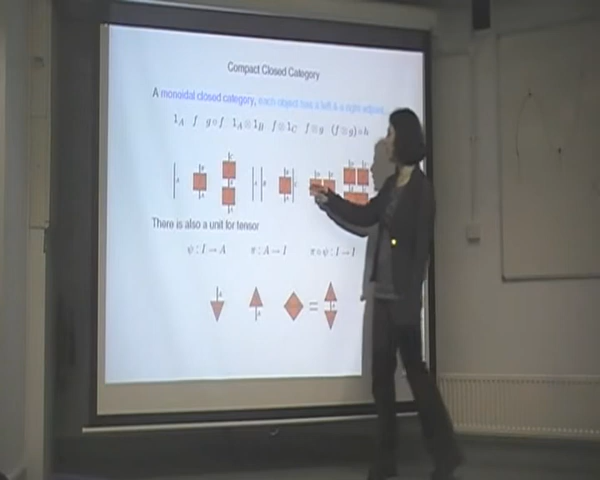 Compact Closed Category
A monoidal closed category, each object has a left & a right adjoint
1_A f g∘f 1_A⊗1_B f⊗1_C f⊗g (f⊗g)∘h
There is also a unit for tensor
ψ : I → A π : A → I π∘ψ : I → I
=